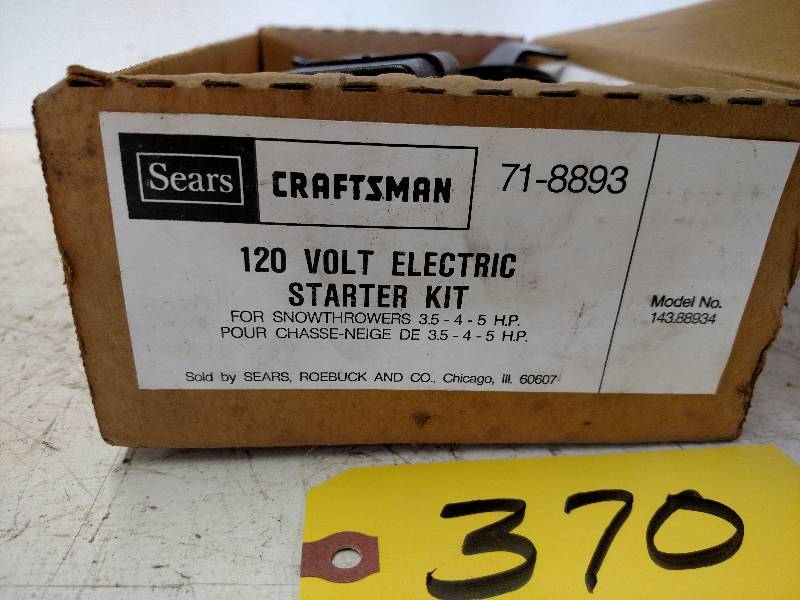 Sears CRAFTSMAN 71-8893
120 VOLT ELECTRIC
STARTER KIT
FOR SNOWTHROWERS 3.5 - 4 - 5 H.P.
POUR CHASSE-NEIGE DE 3.5 - 4 - 5 H.P.
Sold by SEARS, ROEBUCK AND CO., Chicago, Ill. 60607
Model No.
143.88934
370